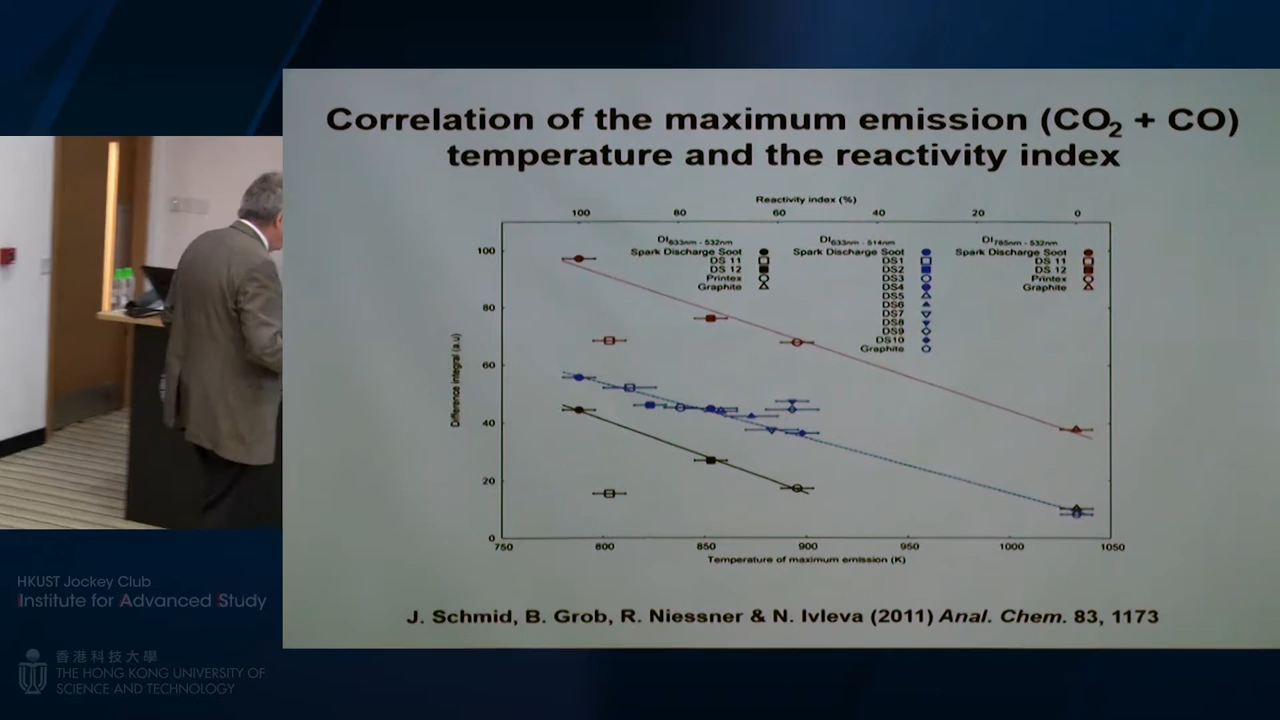 Correlation of the maximum emission (CO₂ + CO)
temperature and the reactivity index
Reactivity index (%)
100 80 60 40 20 0
DI633nm - 532nm
Spark Discharge Soot
DS 11
DS 12
Printex
Graphite
DI633nm - 514nm
Spark Discharge Soot
DS1
DS2
DS3
DS4
DS5
DS6
DS7
DS8
DS9
DS10
Graphite
DI785nm - 532nm
Spark Discharge Soot
DS 11
DS 12
Printex
Graphite
Difference integral (a.u)
100
80
60
40
20
0
750 800 850 900 950 1000 1050
Temperature of maximum emission (K)
J. Schmid, B. Grob, R. Niessner & N. Ivleva (2011) Anal. Chem. 83, 1173
HKUST Jockey Club
Institute for Advanced Study
香港科技大學
THE HONG KONG UNIVERSITY OF
SCIENCE AND TECHNOLOGY